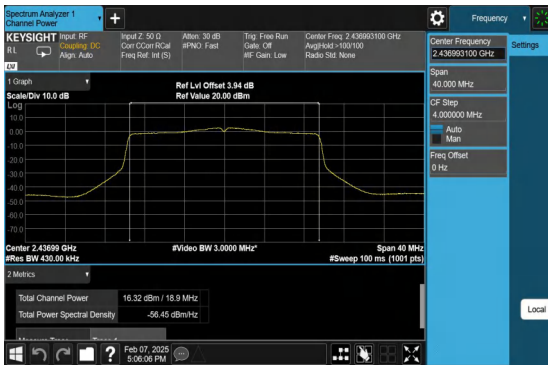 Spectrum Analyzer 1
Channel Power
Frequency
KEYSIGHT
RL
Input: RF
Coupling: DC
Align: Auto
Input Z: 50 Ω
Corr CCorr RCal
Freq Ref: Int (S)
Atten: 30 dB
#PNO: Fast
Trig: Free Run
Gate: Off
#IF Gain: Low
Center Freq: 2.436993100 GHz
Avg|Hold:>100/100
Radio Std: None
Center Frequency
2.436993100 GHz
Settings
Span
40.000 MHz
CF Step
4.000000 MHz
Auto
Man
Freq Offset
0 Hz
Local
1 Graph
Scale/Div 10.0 dB
Ref Lvl Offset 3.94 dB
Ref Value 20.00 dBm
Log
10.0
0.00
-10.0
-20.0
-30.0
-40.0
-50.0
-60.0
-70.0
Center 2.43699 GHz
#Res BW 430.00 kHz
#Video BW 3.0000 MHz*
Span 40 MHz
#Sweep 100 ms (1001 pts)
2 Metrics
Total Channel Power 16.32 dBm / 18.9 MHz
Total Power Spectral Density -56.45 dBm/Hz
Feb 07, 2025
5:06:06 PM